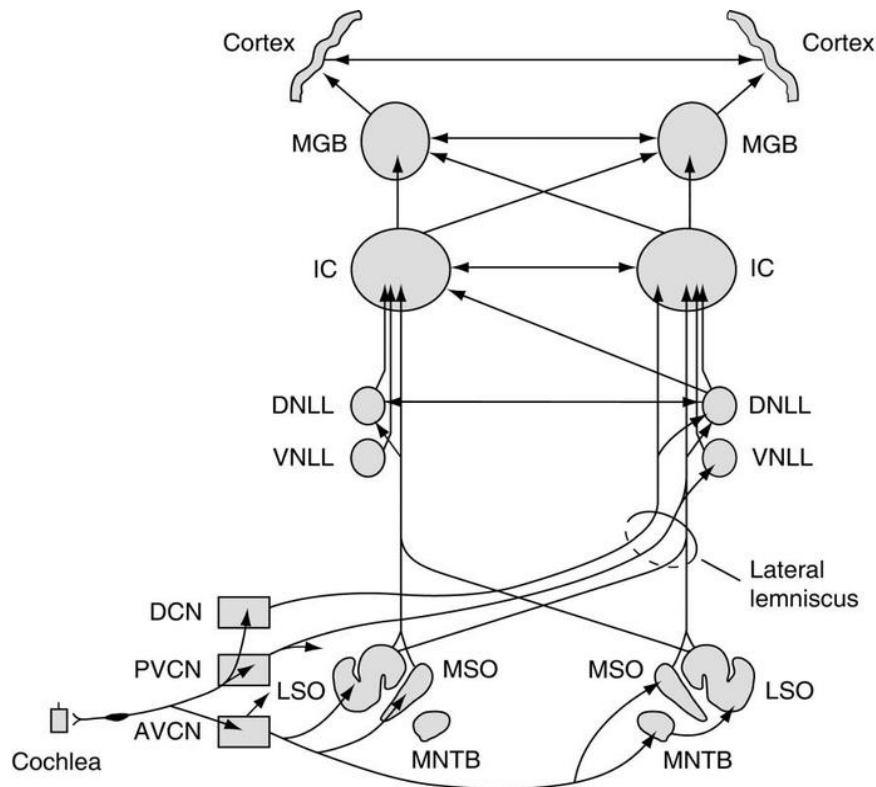 Cortex
Cortex
MGB
MGB
IC
IC
DNLL
DNLL
VNLL
VNLL
Lateral
lemniscus
DCN
PVCN
LSO
MSO
MSO
LSO
AVCN
Cochlea
MNTB
MNTB